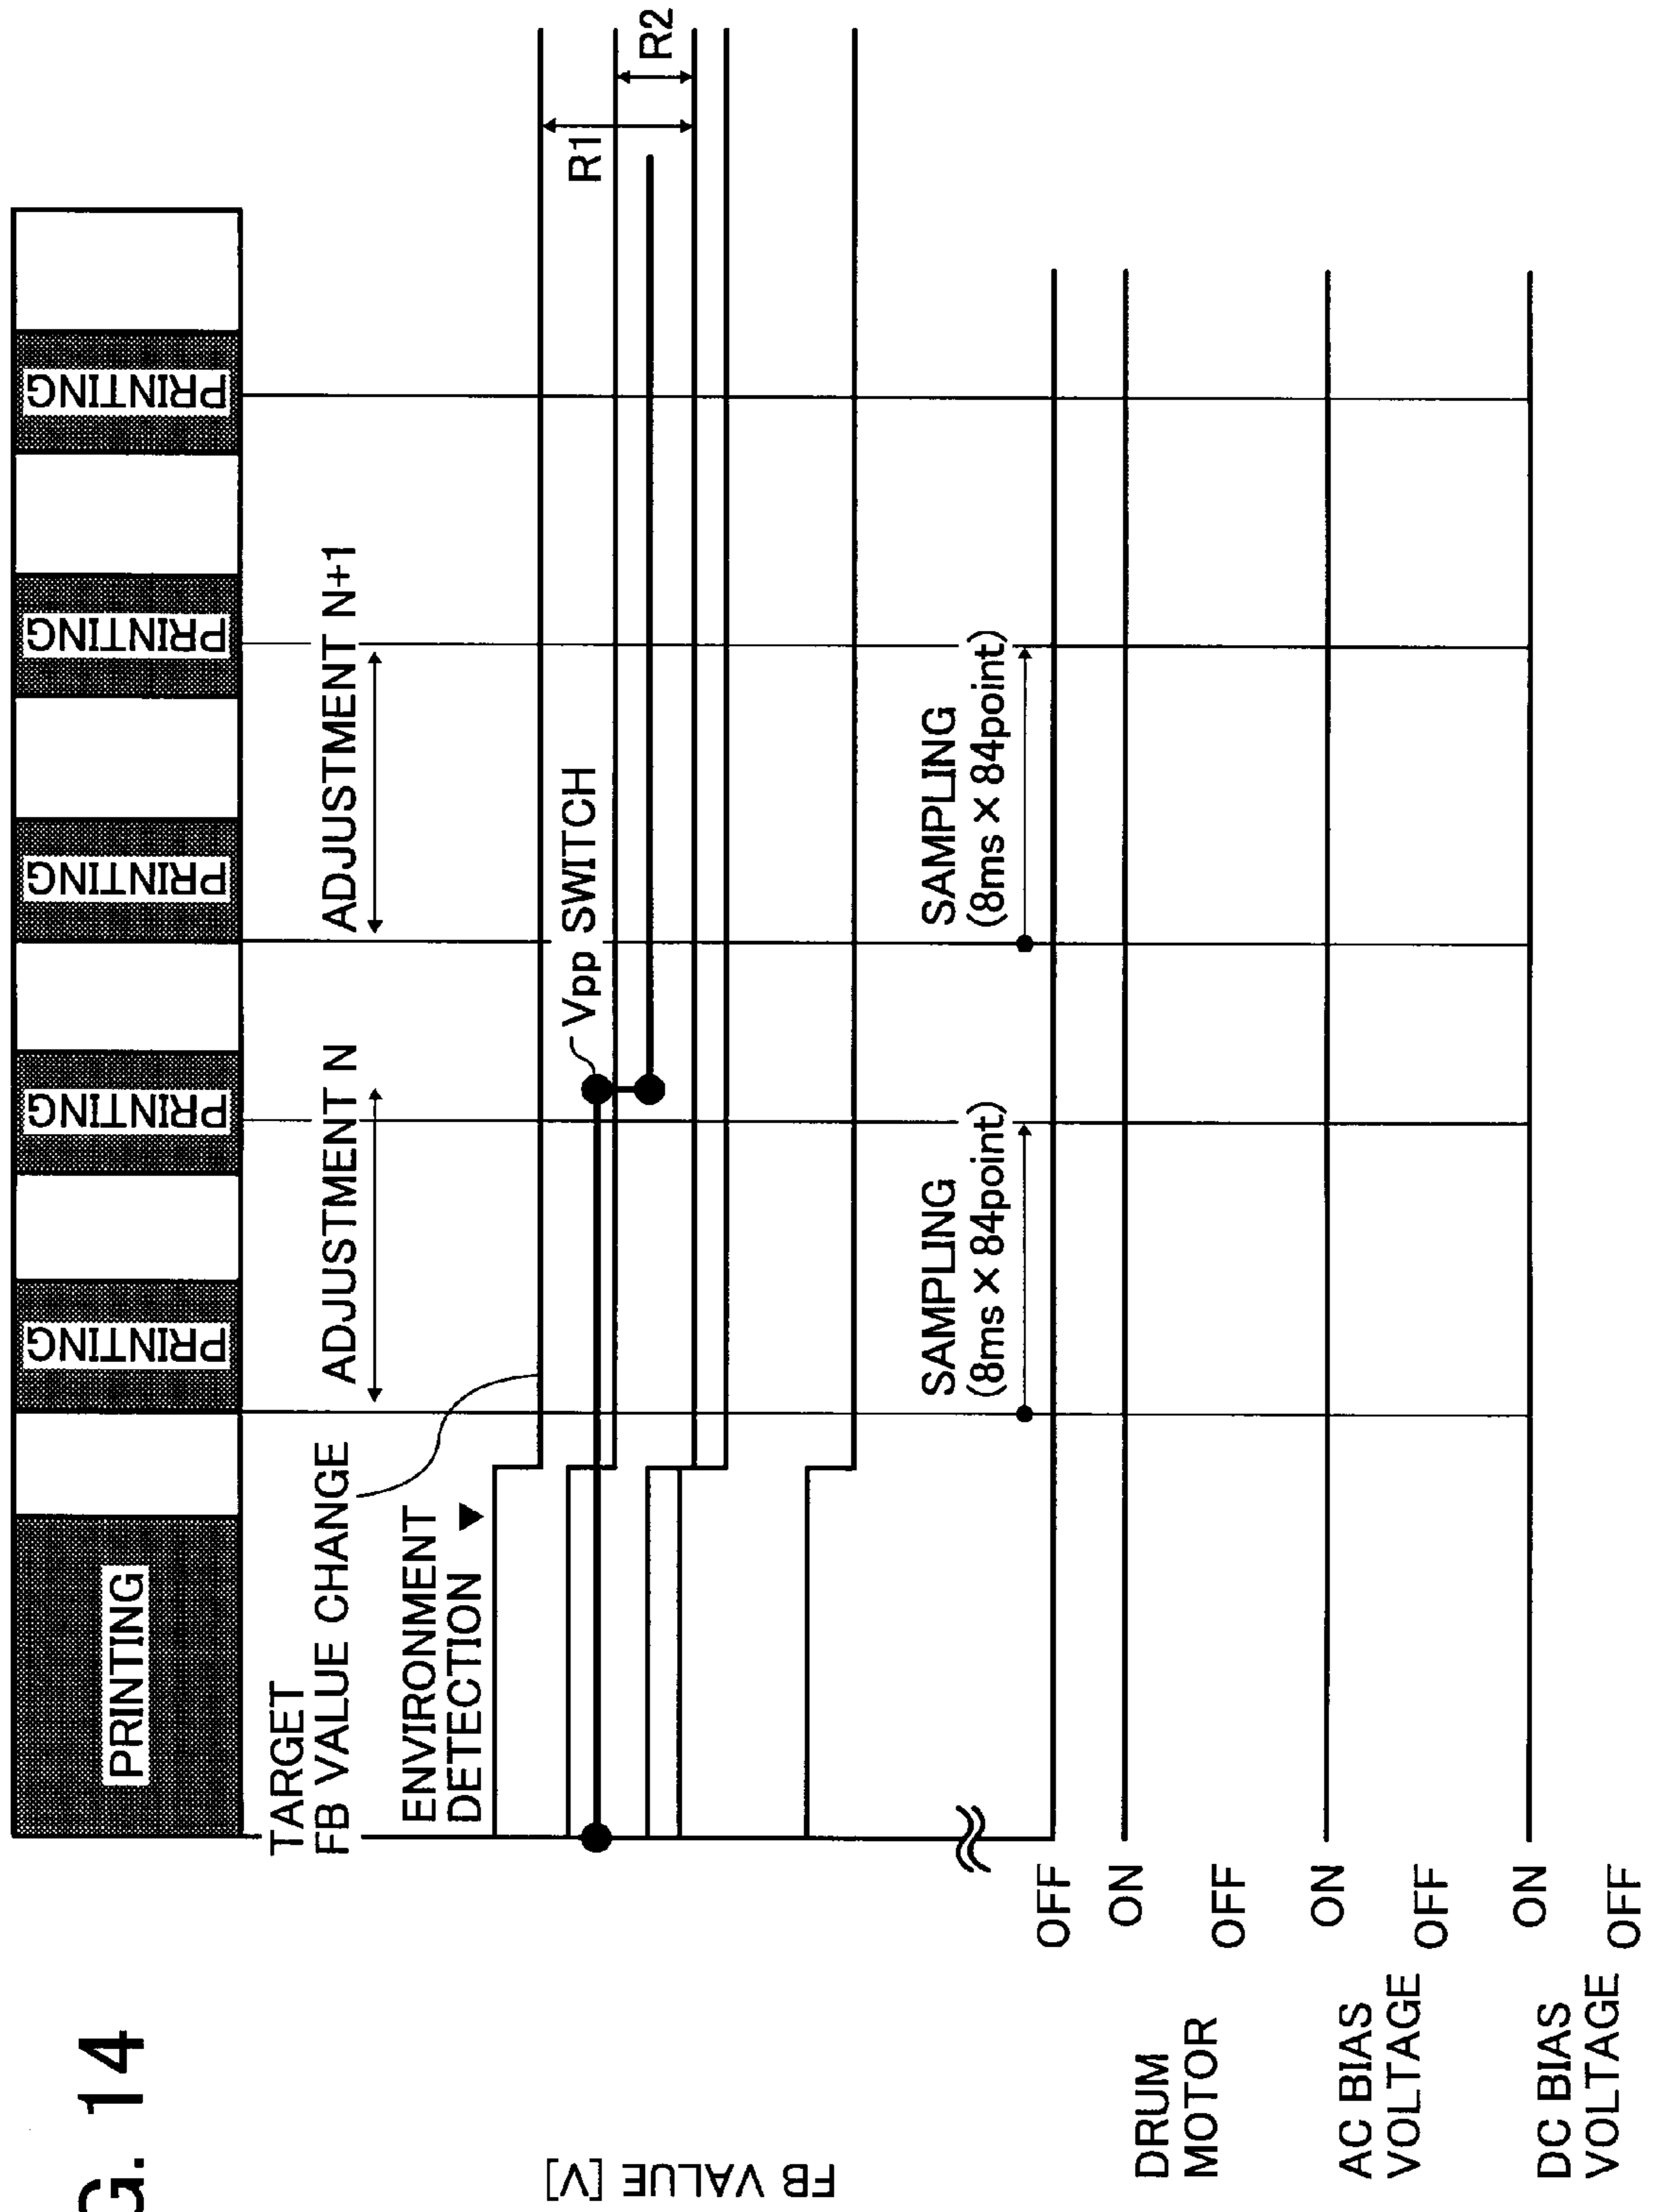 G. 14
PRINTING
PRINTING
PRINTING
PRINTING
PRINTING
PRINTING
TARGET
FB VALUE CHANGE
ADJUSTMENT N
ADJUSTMENT N+1
ENVIRONMENT
DETECTION
Vpp SWITCH
R1
R2
FB VALUE [V]
SAMPLING
(8ms×84point)
SAMPLING
(8ms×84point)
OFF
DRUM
MOTOR
ON
OFF
AC BIAS
VOLTAGE
ON
OFF
DC BIAS
VOLTAGE
ON
OFF